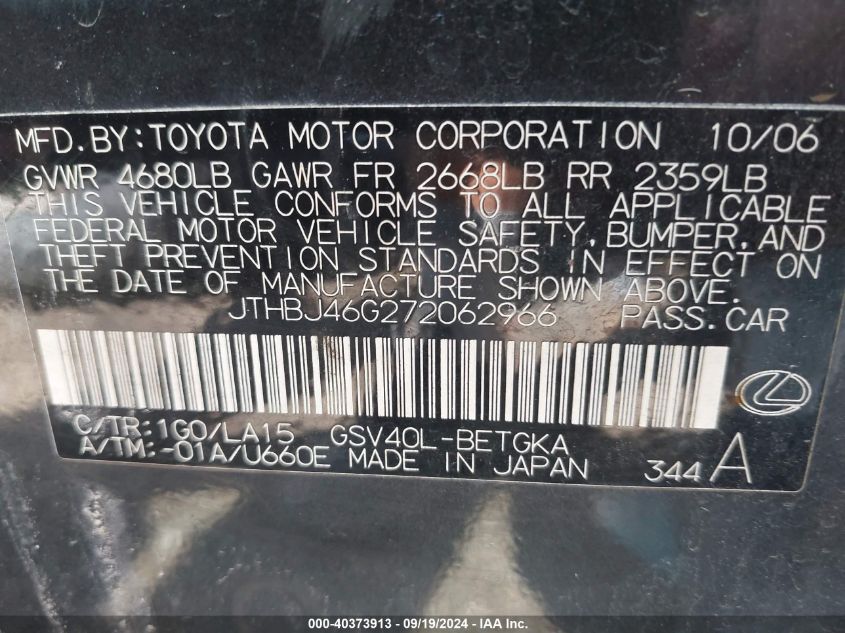 MFD.BY:TOYOTA MOTOR CORPORATION 10/06
GVWR 4680LB GAWR FR 2668LB RR 2359LB
THIS VEHICLE CONFORMS TO ALL APPLICABLE
FEDERAL MOTOR VEHICLE SAFETY,BUMPER,AND
THEFT PREVENTION STANDARDS IN EFFECT ON
THE DATE OF MANUFACTURE SHOWN ABOVE.
JTHBJ46G272062966 PASS.CAR
C/TR:1G0/LA15 GSV40L-BETGKA
A/TM:-01A/U660E MADE IN JAPAN 344 A
000-40373913 - 09/19/2024 - IAA Inc.